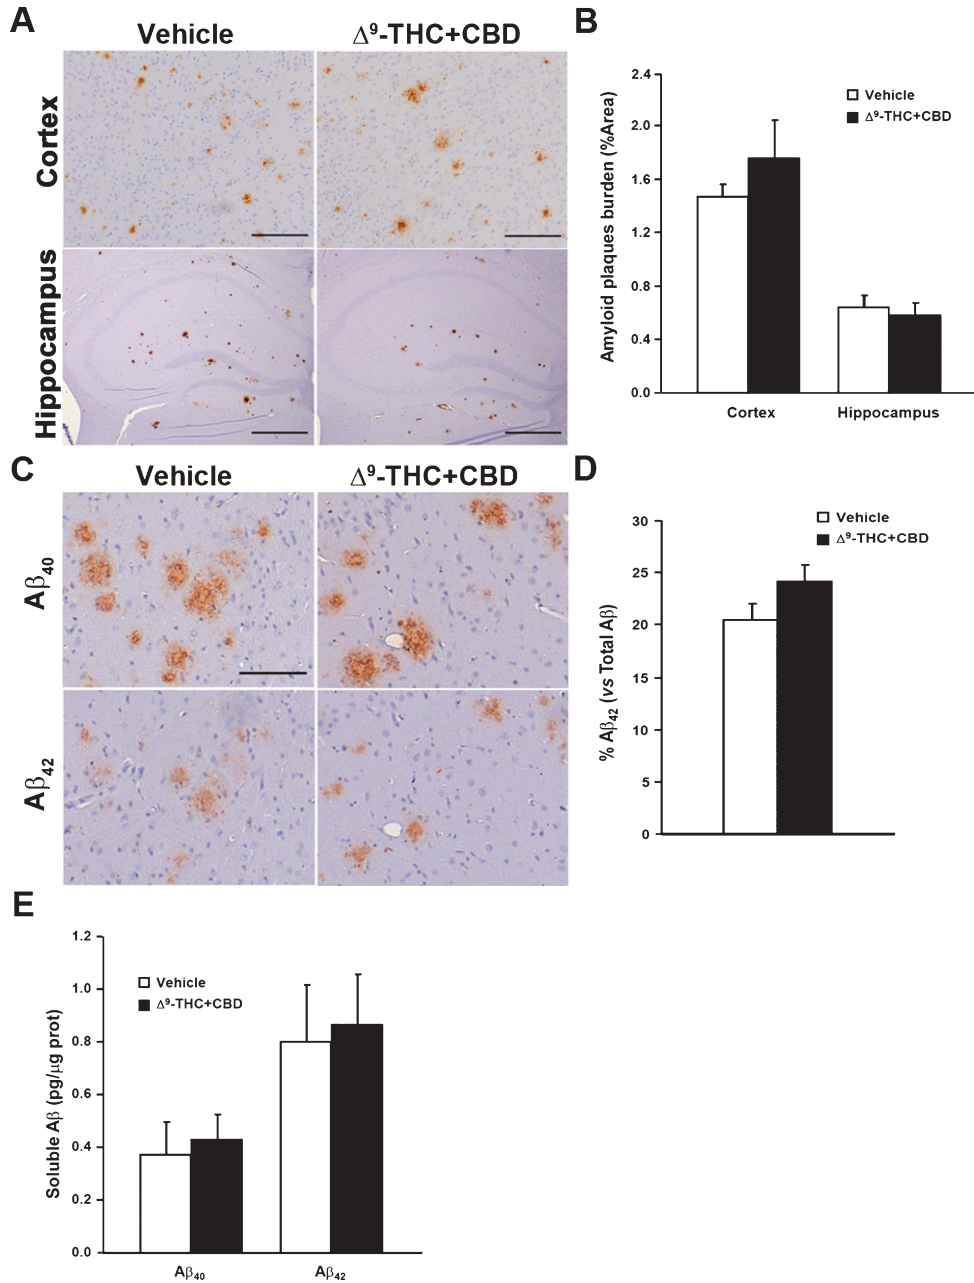 A
Vehicle
Δ⁹-THC+CBD
Cortex
Hippocampus
B
2.4
2.0
1.6
1.2
0.8
0.4
0.0
Amyloid plaques burden (%Area)
Vehicle
Δ⁹-THC+CBD
Cortex
Hippocampus
C
Vehicle
Δ⁹-THC+CBD
Aβ₄₀
Aβ₄₂
D
30
25
20
15
10
5
0
% Aβ₄₂ (vs Total Aβ)
Vehicle
Δ⁹-THC+CBD
E
1.2
1.0
0.8
0.6
0.4
0.2
0.0
Soluble Aβ (pg/µg prot)
Vehicle
Δ⁹-THC+CBD
Aβ₄₀
Aβ₄₂